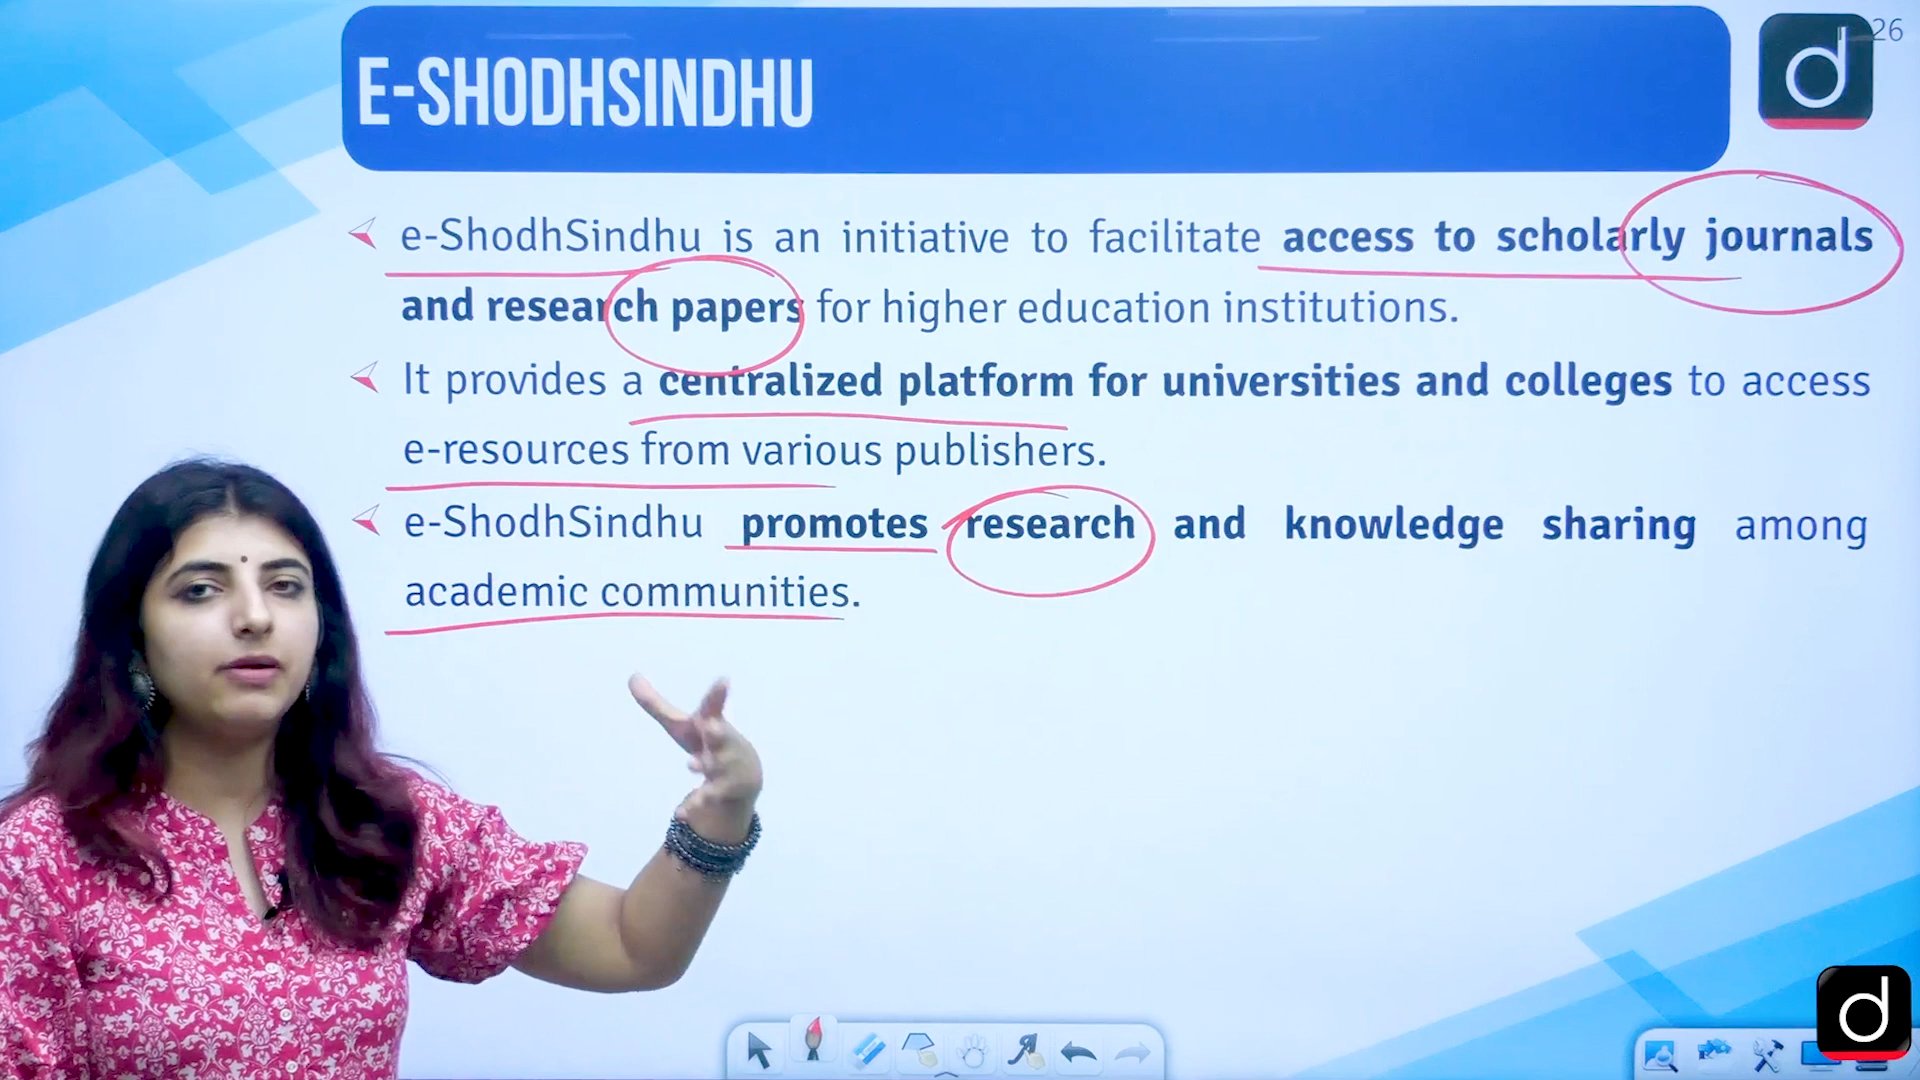 E-SHODHSINDHU
26
e-ShodhSindhu is an initiative to facilitate access to scholarly journals
and research papers for higher education institutions.
It provides a centralized platform for universities and colleges to access
e-resources from various publishers.
e-ShodhSindhu promotes research and knowledge sharing among
academic communities.
d
d